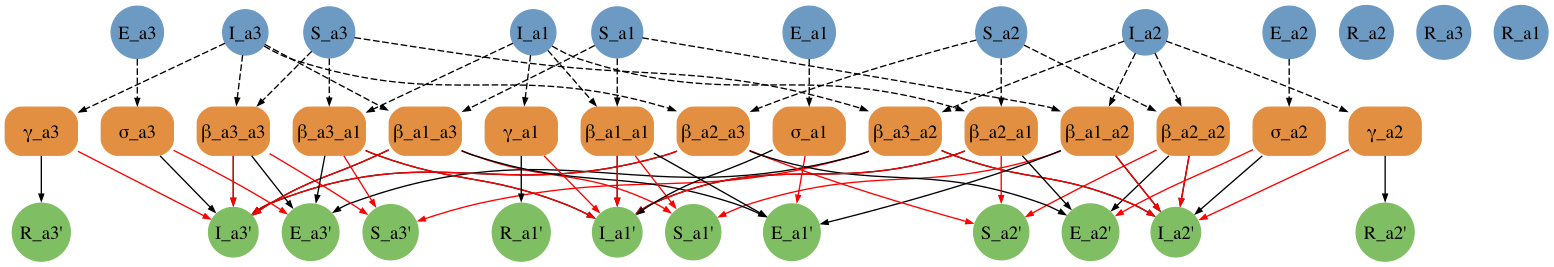 E_a3 I_a3 S_a3 I_a1 S_a1 E_a1 S_a2 I_a2 E_a2 R_a2 R_a3 R_a1
γ_a3 σ_a3 β_a3_a3 β_a3_a1 β_a1_a3 γ_a1 β_a1_a1 β_a2_a3 σ_a1 β_a3_a2 β_a2_a1 β_a1_a2 β_a2_a2 σ_a2 γ_a2
R_a3' I_a3' E_a3' S_a3' R_a1' I_a1' S_a1' E_a1' S_a2' E_a2' I_a2' R_a2'